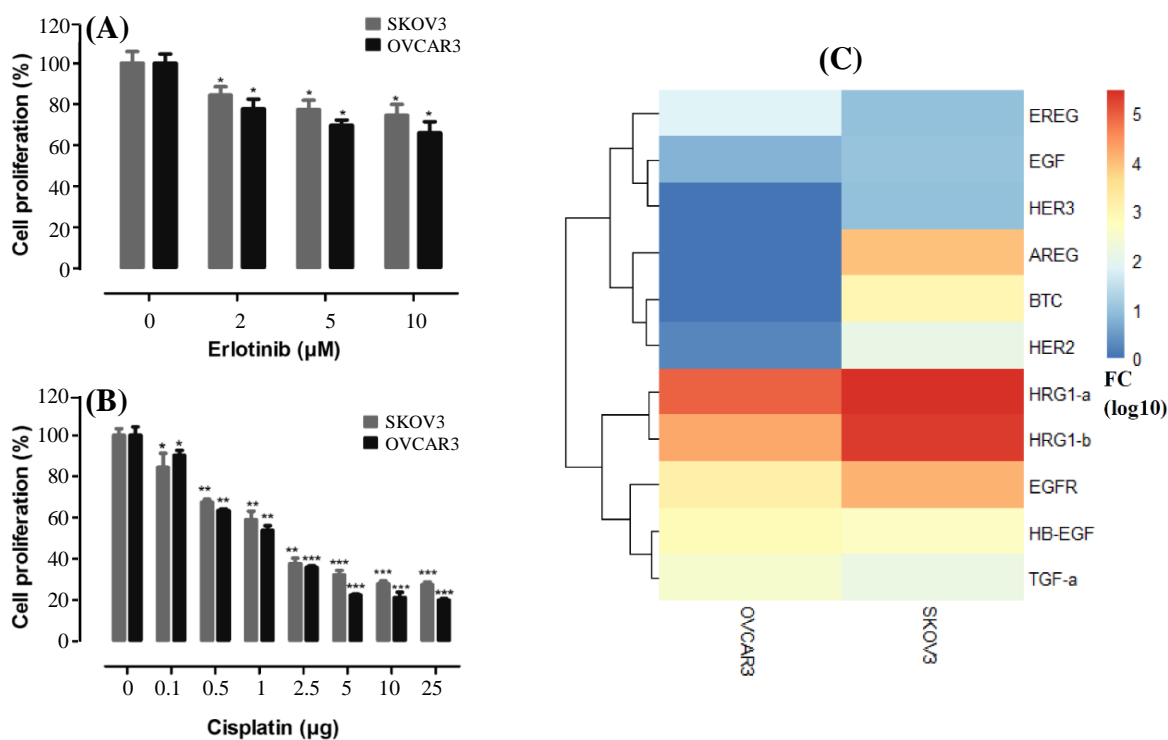 (A)
SKOV3
OVCAR3
Cell proliferation (%)
120
100
80
60
40
20
0
* * * * * *
0 2 5 10
Erlotinib (µM)
(B)
SKOV3
OVCAR3
Cell proliferation (%)
120
100
80
60
40
20
0
* * ** ** ** ** ** *** *** *** *** *** *** ***
0 0.1 0.5 1 2.5 5 10 25
Cisplatin (µg)
(C)
EREG
EGF
HER3
AREG
BTC
HER2
HRG1-a
HRG1-b
EGFR
HB-EGF
TGF-a
OVCAR3
SKOV3
5
4
3
2
1
0
FC
(log10)